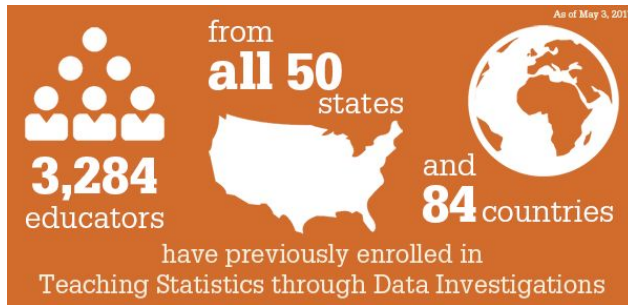 As of May 3, 201
from
all 50
states
3,284
educators
and
84 countries
have previously enrolled in
Teaching Statistics through Data Investigations